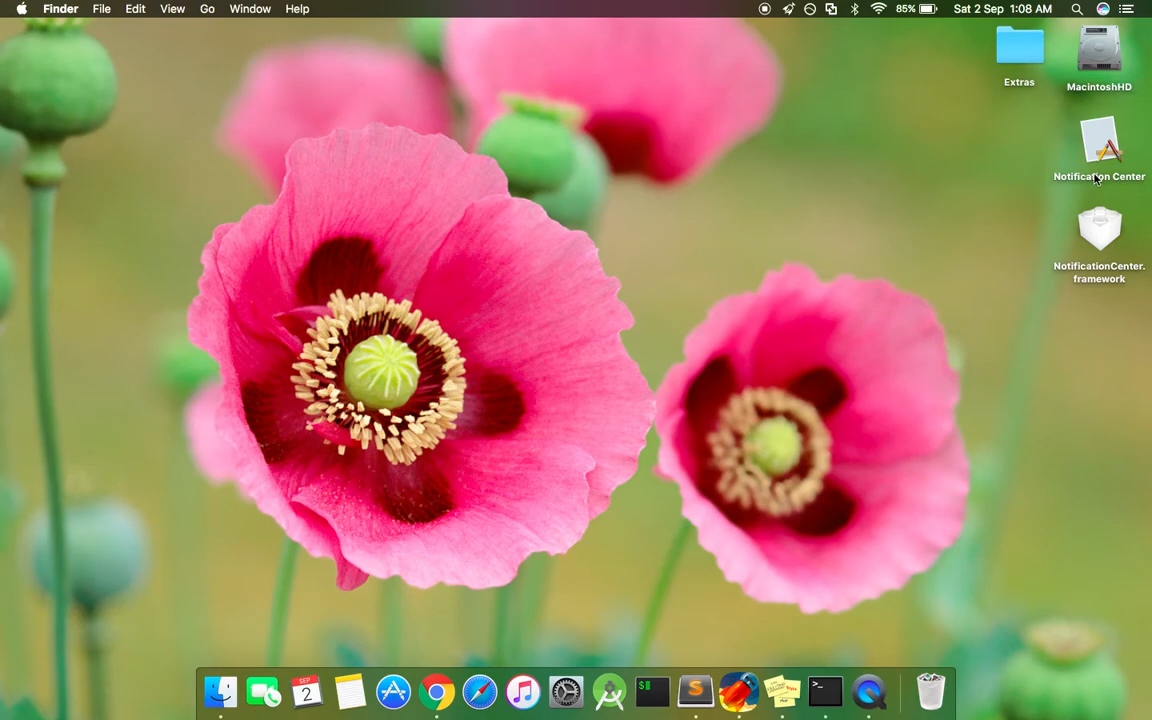 Finder File Edit View Go Window Help 85% Sat 2 Sep 1:08 AM
Extras
MacintoshHD
Notification Center
NotificationCenter.
framework
SEP
2
$
>_